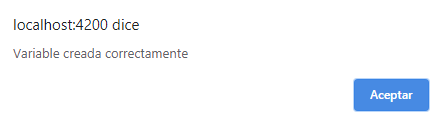 localhost:4200 dice
Variable creada correctamente
Aceptar